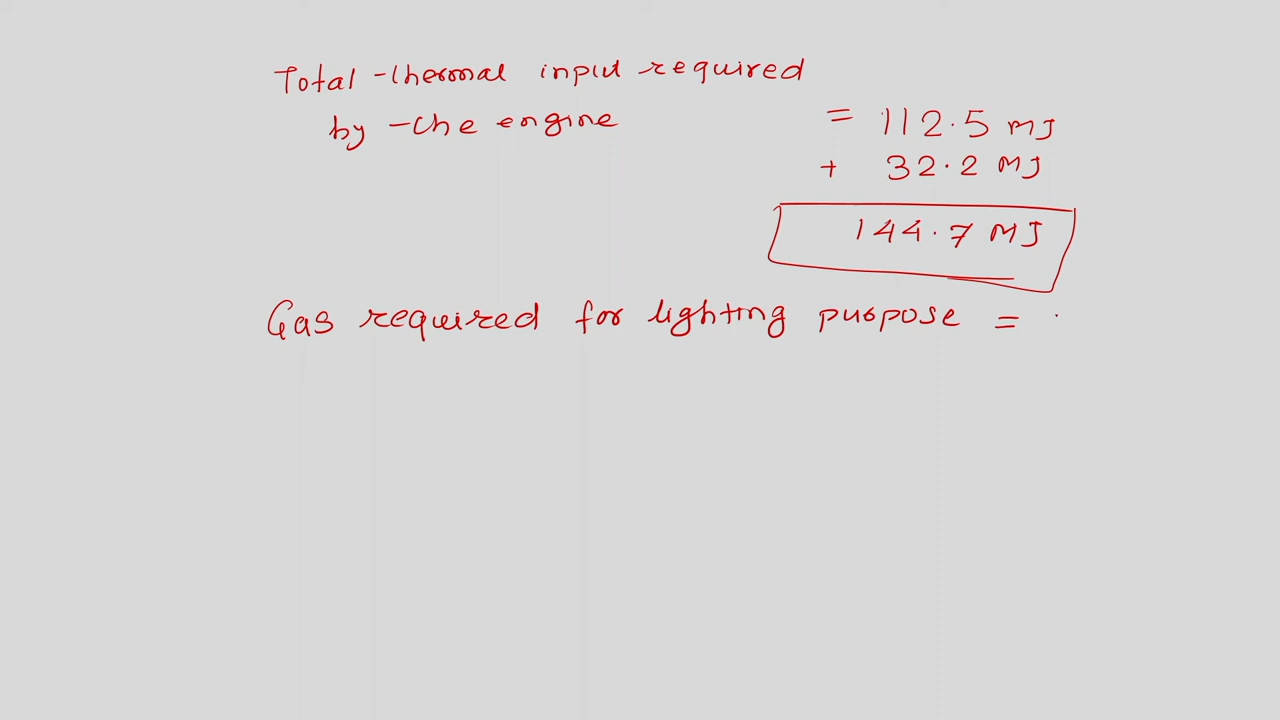 Total thermal input required
by the engine = 112.5 MJ
+ 32.2 MJ
144.7 MJ
Gas required for lighting purpose =